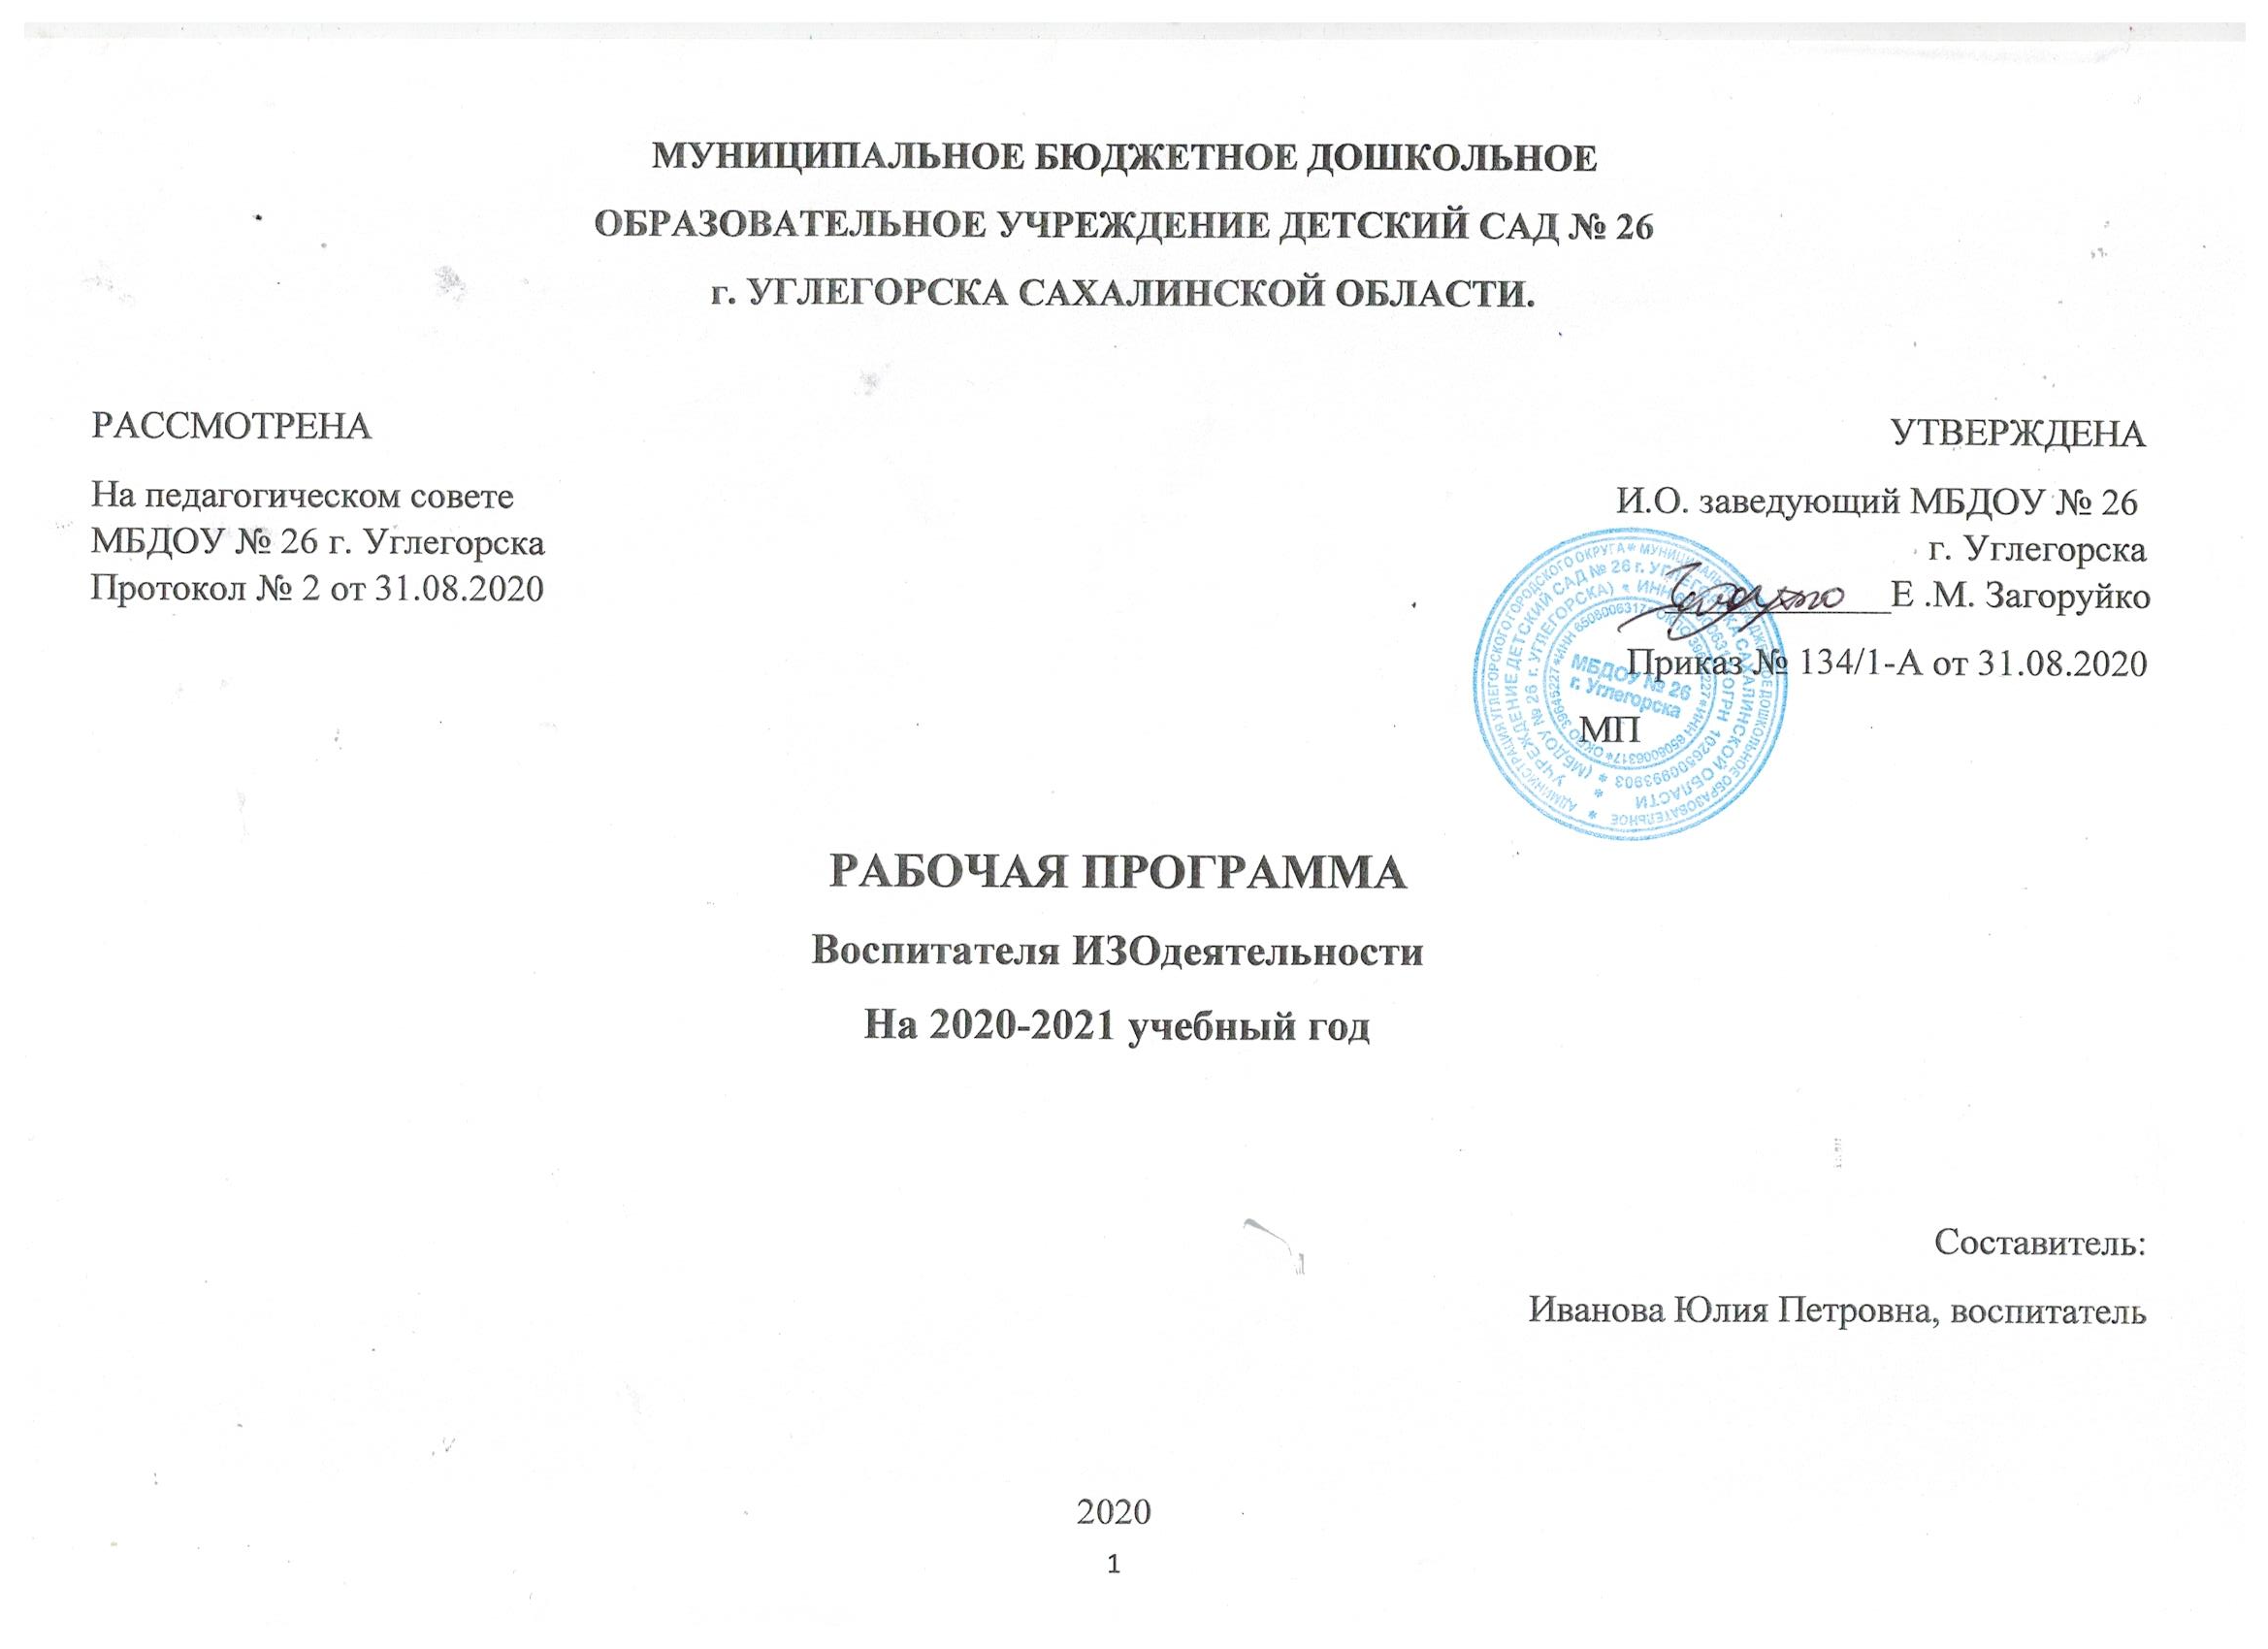 МУНИЦИПАЛЬНОЕ БЮДЖЕТНОЕ ДОШКОЛЬНОЕ
ОБРАЗОВАТЕЛЬНОЕ УЧРЕЖДЕНИЕ ДЕТСКИЙ САД № 26
г. УГЛЕГОРСКА САХАЛИНСКОЙ ОБЛАСТИ.
РАССМОТРЕНА
На педагогическом совете
МБДОУ № 26 г. Углегорска
Протокол № 2 от 31.08.2020
УТВЕРЖДЕНА
И.О. заведующий МБДОУ № 26
г. Углегорска
Е .М. Загоруйко
Приказ № 134/1-А от 31.08.2020
МП
МБДОУ № 26
г. Углегорска
РАБОЧАЯ ПРОГРАММА
Воспитателя ИЗОдеятельности
На 2020-2021 учебный год
Составитель:
Иванова Юлия Петровна, воспитатель
2020
1